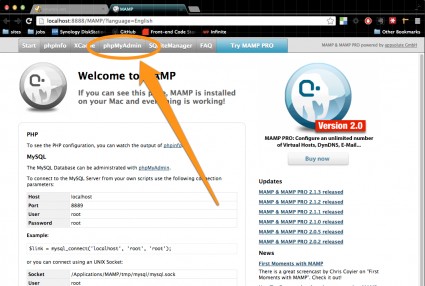 MAMP
localhost:8888/MAMP/?language=English
sites jobs Synology DiskStation GitHub Front-end Code Infinite Other Bookmarks
Start phpInfo XCache phpMyAdmin SQLiteManager FAQ Try MAMP PRO MAMP & MAMP PRO powered by appsolute GmbH
Welcome to MAMP
If you can see this page, MAMP is installed
on your Mac and everything is working!
Version 2.0
MAMP PRO: Configure an unlimited number
of Virtual Hosts, DynDNS, E-Mail...
Buy now
PHP
To see the PHP configuration, you can watch the output of phpinfo
MySQL
The MySQL Database can be administrated with phpMyAdmin.
To connect to the MySQL Server from your own scripts use the following connection
parameters:
Host localhost
Port 8889
User root
Password root
Example:
$link = mysql_connect('localhost', 'root', 'root');
or you can connect using an UNIX Socket:
Socket /Applications/MAMP/tmp/mysql/mysql.sock
User root
Updates
MAMP & MAMP PRO 2.1.3 released
MAMP & MAMP PRO 2.1.2 released
MAMP & MAMP PRO 2.1.1 released
MAMP & MAMP PRO 2.1.0 released
MAMP & MAMP PRO 2.0.5 released
MAMP & MAMP PRO 2.0.2 released
First Moments with MAMP
There is a great screencast by Chris Coyier on "First
Moments with MAMP". Check it out!